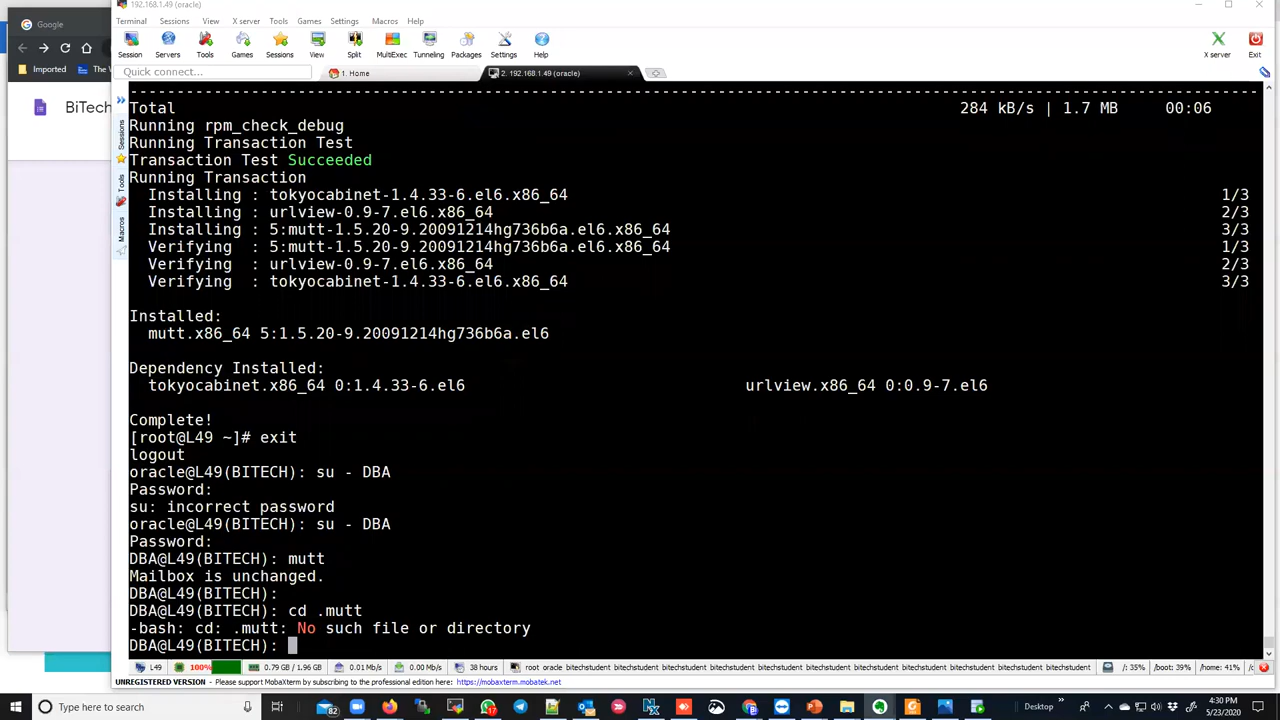 Google
192.168.1.49 (oracle)
Terminal Sessions View X server Tools Games Settings Macros Help
Session Servers Tools Games Sessions View Split MultiExec Tunneling Packages Settings Help X server Exit
Imported The W
Quick connect...
1. Home
2. 192.168.1.49 (oracle)
BiTech
Sessions
Tools
Macros
Total 284 kB/s | 1.7 MB 00:06
Running rpm_check_debug
Running Transaction Test
Transaction Test Succeeded
Running Transaction
Installing : tokyocabinet-1.4.33-6.el6.x86_64 1/3
Installing : urlview-0.9-7.el6.x86_64 2/3
Installing : 5:mutt-1.5.20-9.20091214hg736b6a.el6.x86_64 3/3
Verifying : 5:mutt-1.5.20-9.20091214hg736b6a.el6.x86_64 1/3
Verifying : urlview-0.9-7.el6.x86_64 2/3
Verifying : tokyocabinet-1.4.33-6.el6.x86_64 3/3
Installed:
mutt.x86_64 5:1.5.20-9.20091214hg736b6a.el6
Dependency Installed:
tokyocabinet.x86_64 0:1.4.33-6.el6 urlview.x86_64 0:0.9-7.el6
Complete!
[root@L49 ~]# exit
logout
oracle@L49(BITECH): su - DBA
Password:
su: incorrect password
oracle@L49(BITECH): su - DBA
Password:
DBA@L49(BITECH): mutt
Mailbox is unchanged.
DBA@L49(BITECH):
DBA@L49(BITECH): cd .mutt
-bash: cd: .mutt: No such file or directory
DBA@L49(BITECH):
L49 100% 0.79 GB / 1.96 GB 0.01 Mb/s 0.00 Mb/s 38 hours root oracle bitechstudent bitechstudent bitechstudent bitechstudent bitechstudent bitechstudent bitechstudent bitechstudent bitechstudent bitechstudent /: 35% /boot: 39% /home: 41%
UNREGISTERED VERSION - Please support MobaXterm by subscribing to the professional edition here: https://mobaxterm.mobatek.net
Type here to search
82
Desktop
4:30 PM
5/23/2020